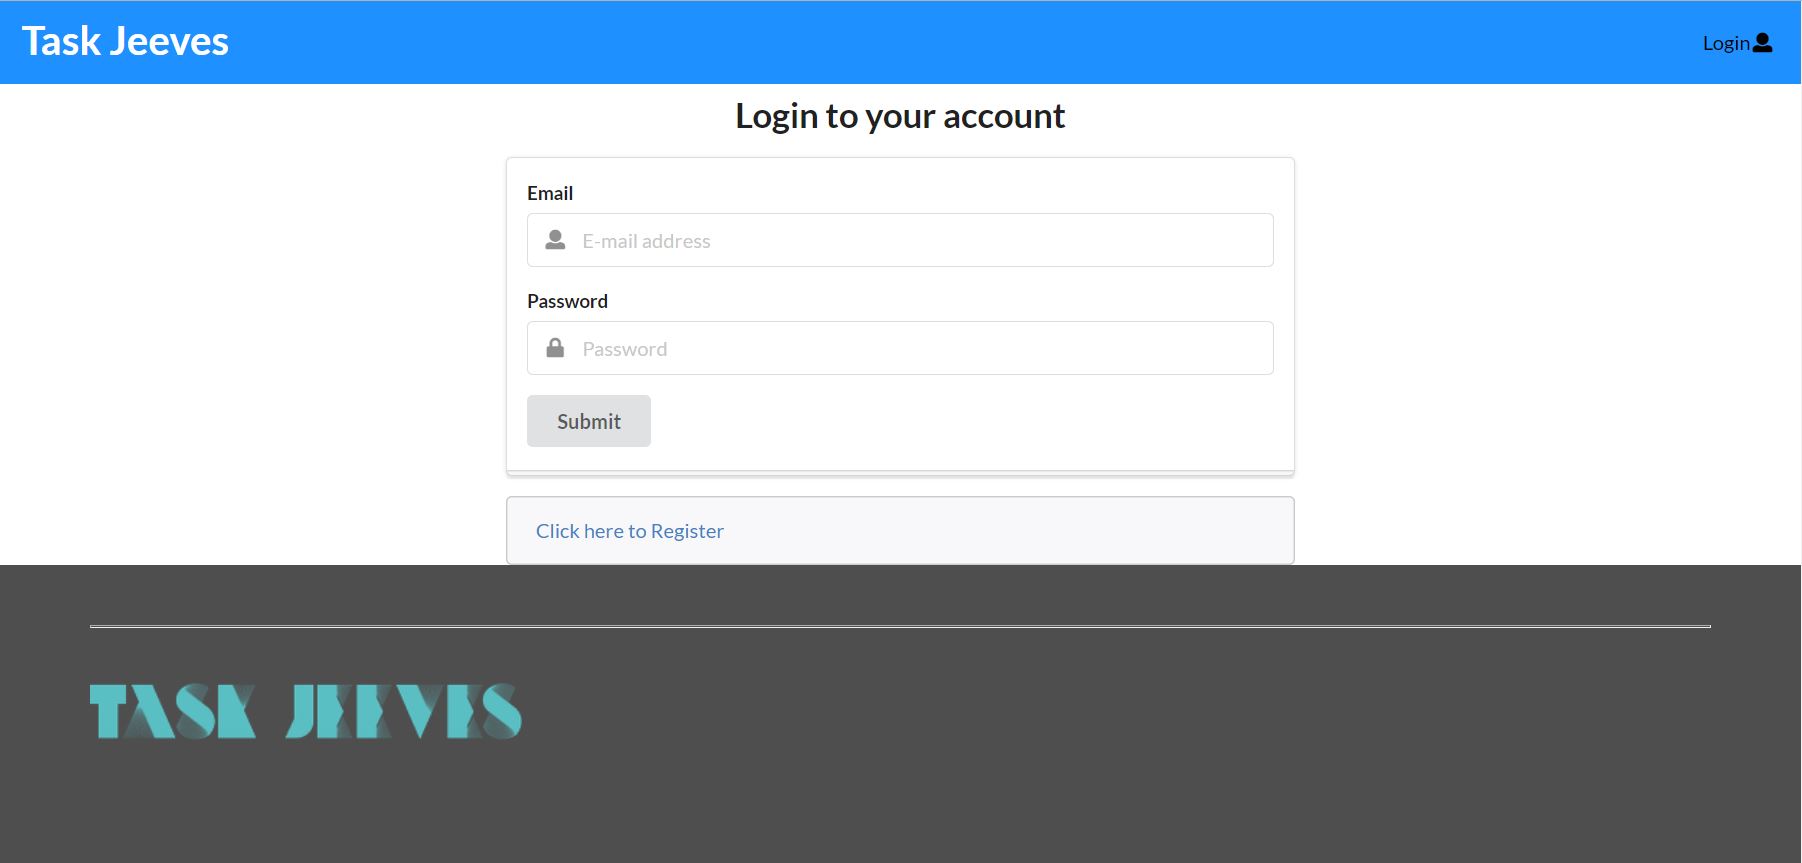 Task Jeeves
Login
Login to your account
Email
E-mail address
Password
Password
Submit
Click here to Register
TASK JEEVES